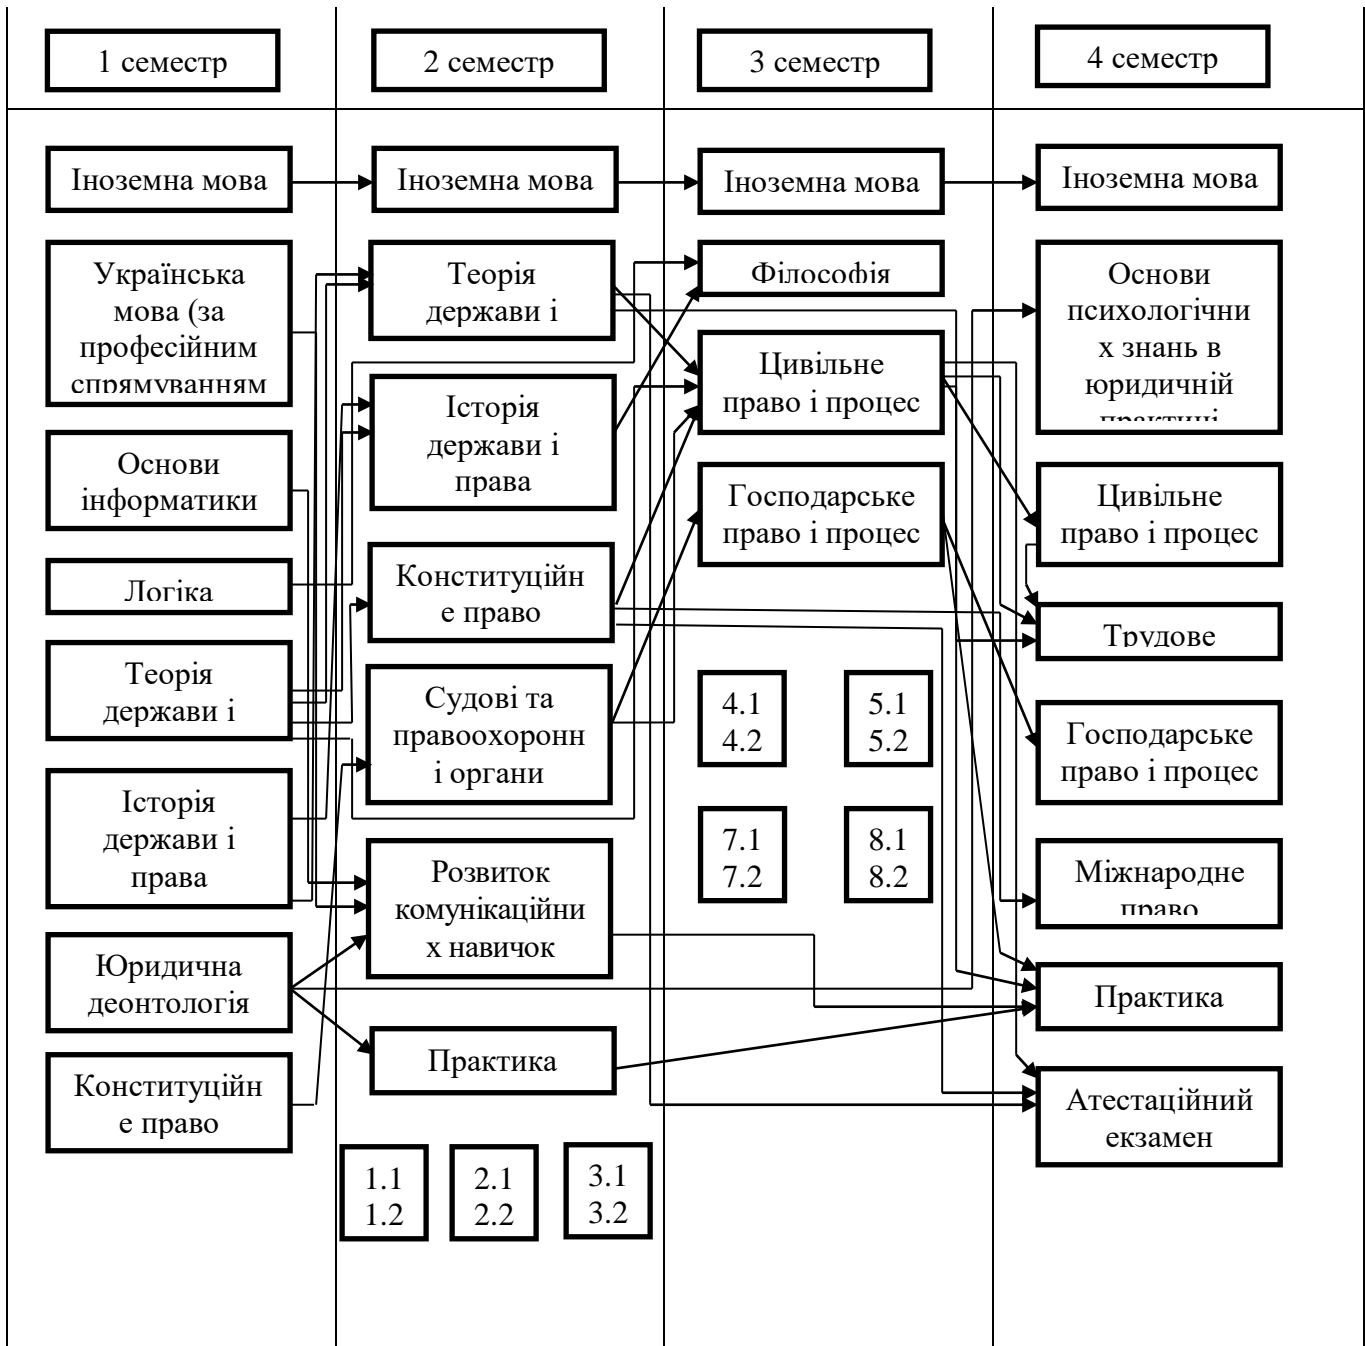 1 семестр
2 семестр
3 семестр
4 семестр
Іноземна мова
Українська
мова (за
професійним
спрямуванням
Основи
інформатики
Логіка
Теорія
держави і
Історія
держави і
права
Юридична
деонтологія
Конституційн
е право
Іноземна мова
Теорія
держави і
Історія
держави і
права
Конституційн
е право
Судові та
правоохоронн
і органи
Розвиток
комунікаційни
х навичок
Практика
1.1
1.2
2.1
2.2
3.1
3.2
Іноземна мова
Філософія
Цивільне
право і процес
Господарське
право і процес
4.1
4.2
5.1
5.2
7.1
7.2
8.1
8.2
Іноземна мова
Основи
психологічни
х знань в
юридичній
практиці
Цивільне
право і процес
Трудове
Господарське
право і процес
Міжнародне
право
Практика
Атестаційний
екзамен